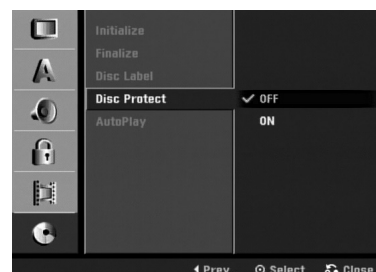 Initialize
Finalize
Disc Label
Disc Protect
✓ OFF
AutoPlay
ON
Prev. Select Close